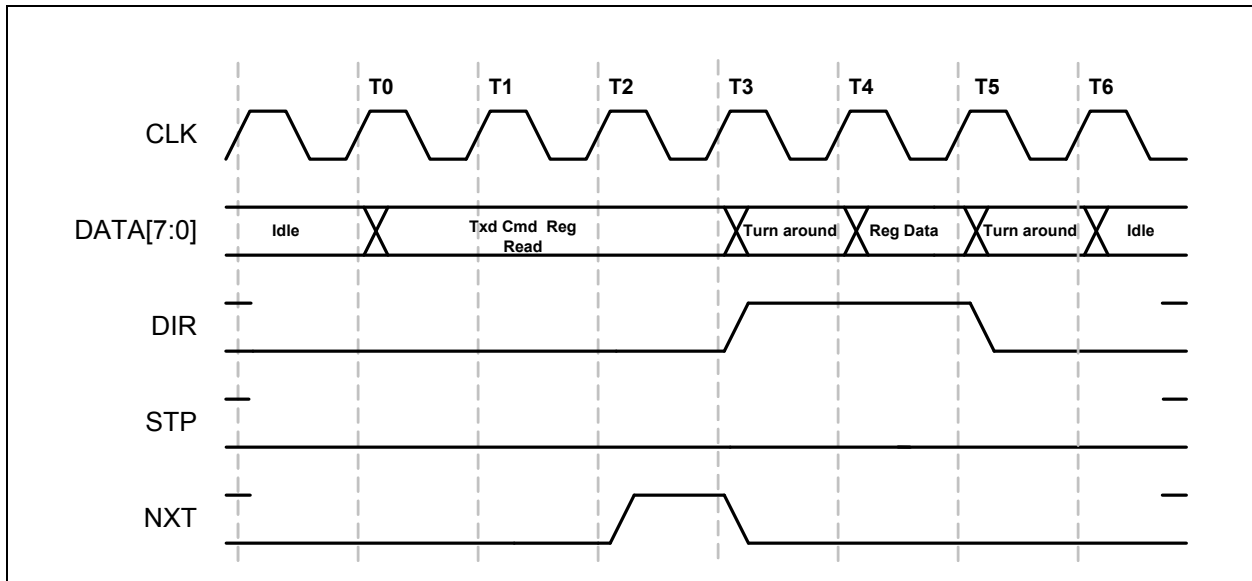 T0 T1 T2 T3 T4 T5 T6
CLK
DATA[7:0] Idle Txd Cmd Reg Read Turn around Reg Data Turn around Idle
DIR
STP
NXT